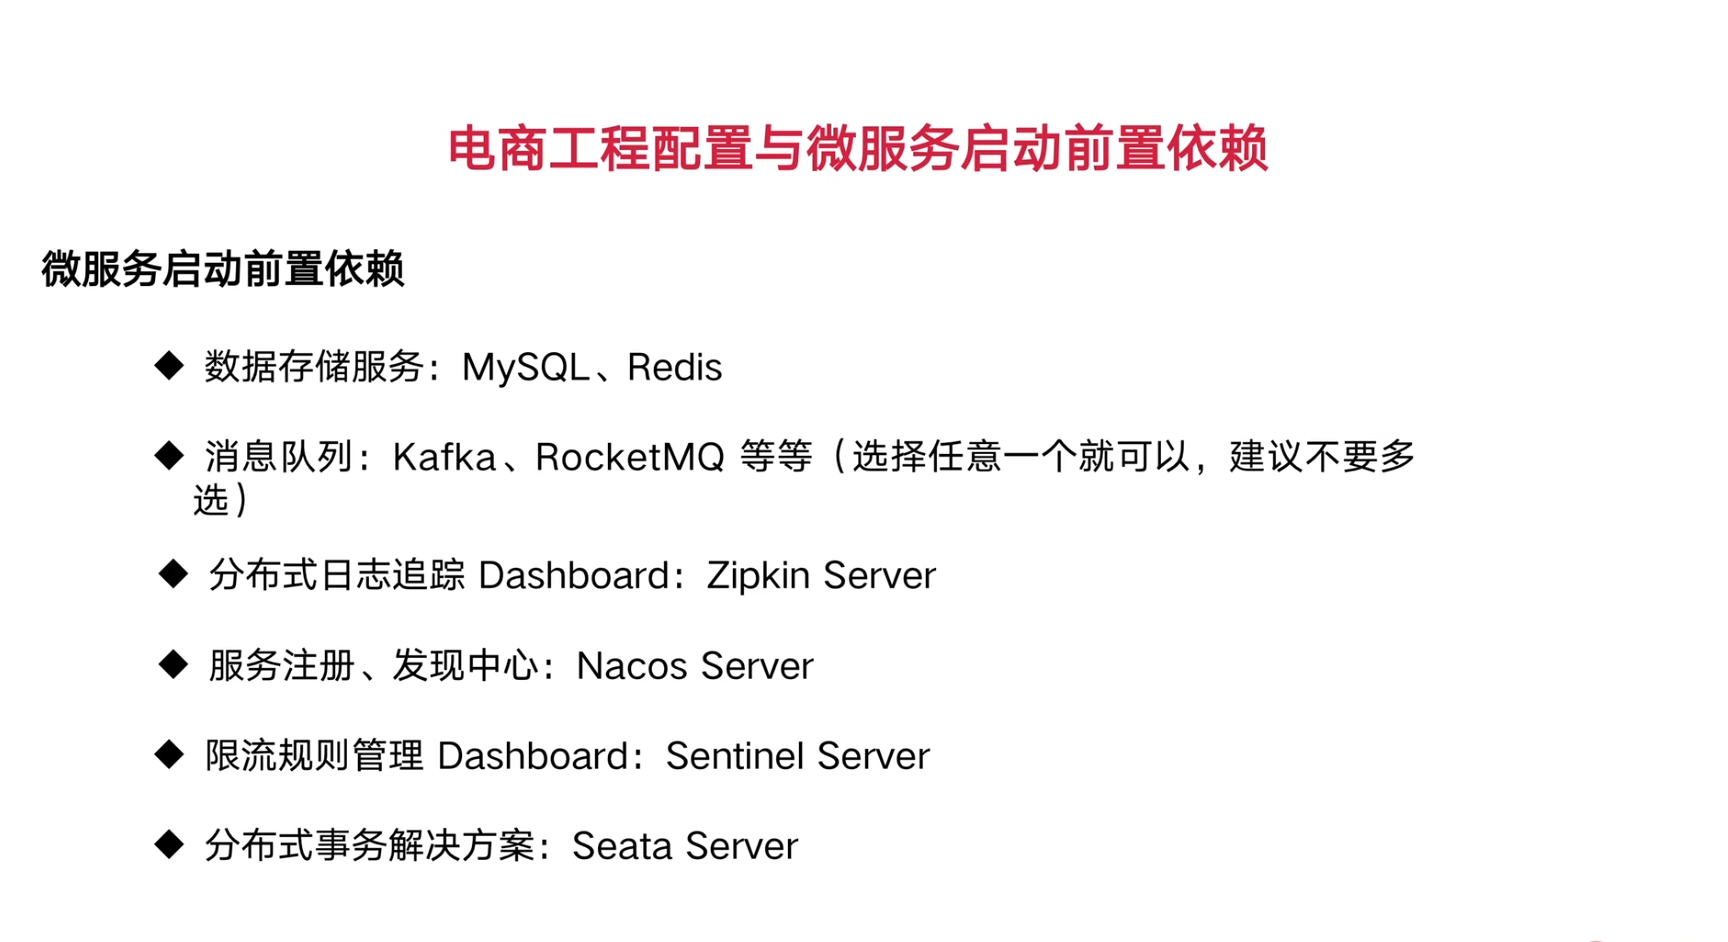 电商工程配置与微服务启动前置依赖
微服务启动前置依赖
◆ 数据存储服务：MySQL、Redis
◆ 消息队列：Kafka、RocketMQ 等等（选择任意一个就可以，建议不要多
选）
◆ 分布式日志追踪 Dashboard：Zipkin Server
◆ 服务注册、发现中心：Nacos Server
◆ 限流规则管理 Dashboard：Sentinel Server
◆ 分布式事务解决方案：Seata Server